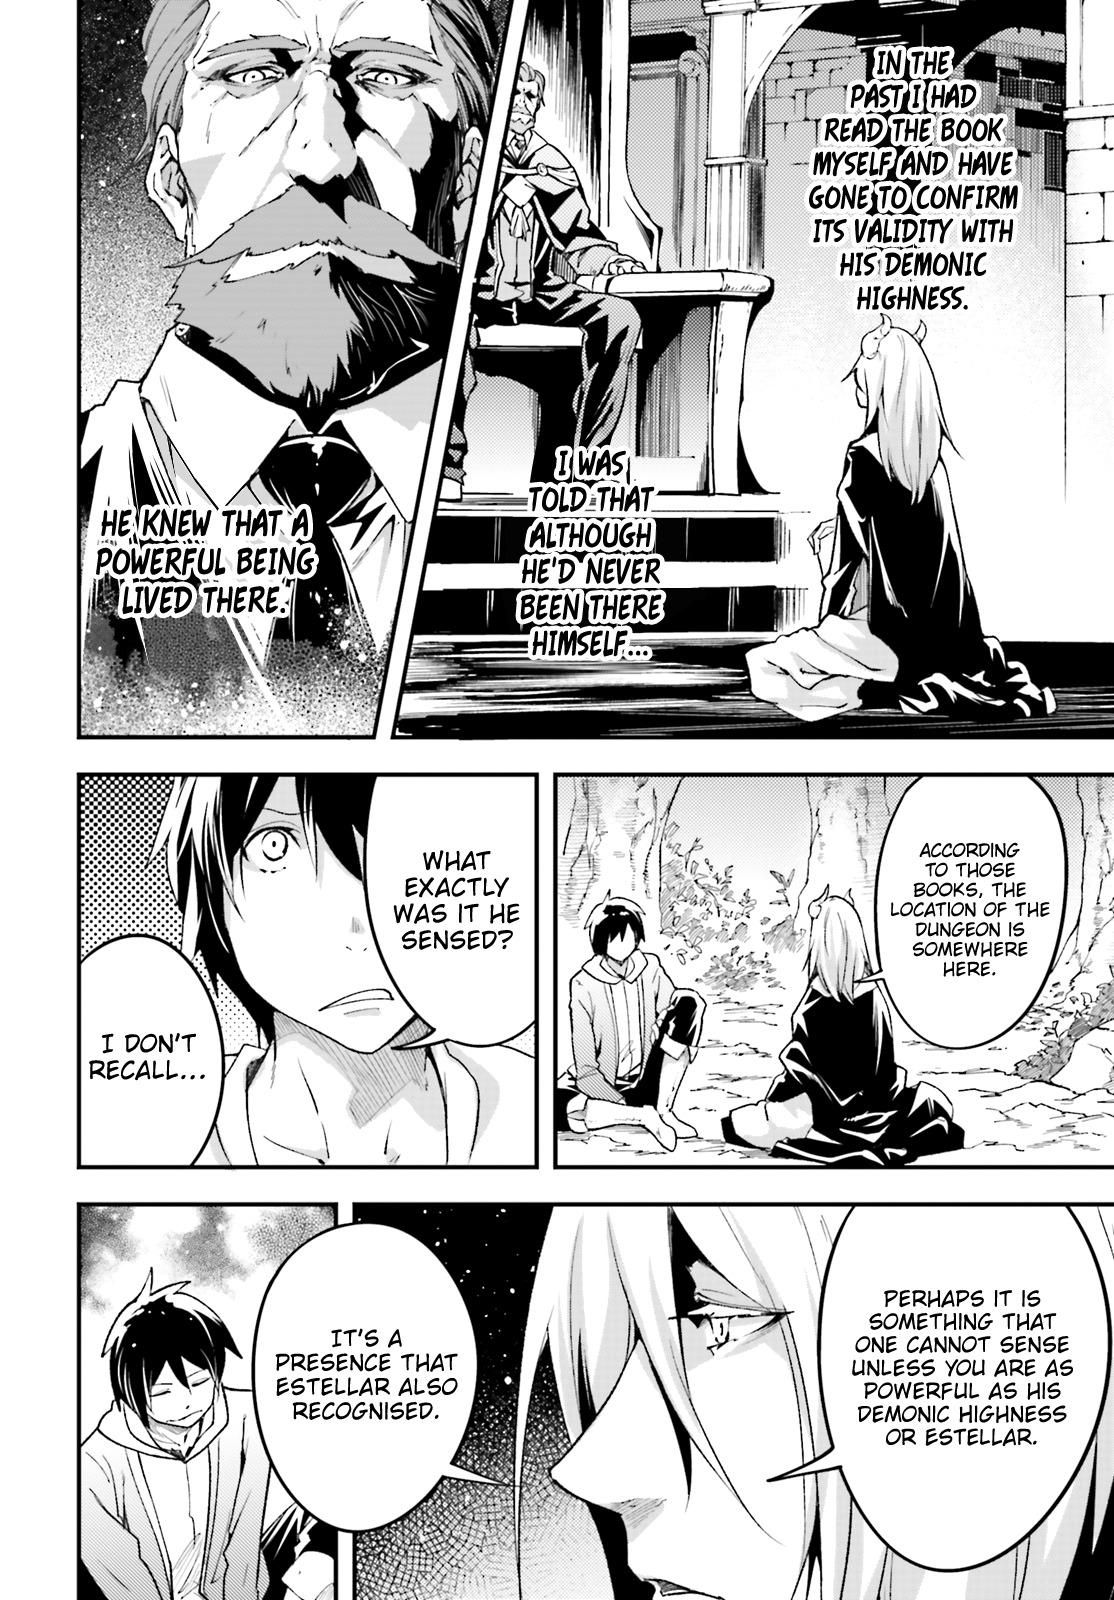 IN THE
PAST I HAD
READ THE BOOK
MYSELF AND HAVE
GONE TO CONFIRM
ITS VALIDITY WITH
HIS DEMONIC
HIGHNESS.
I WAS
TOLD THAT
ALTHOUGH
HE'D NEVER
BEEN THERE
HIMSELF...
HE KNEW THAT A
POWERFUL BEING
LIVED THERE.
ACCORDING
TO THOSE
BOOKS, THE
LOCATION OF THE
DUNGEON IS
SOMEWHERE
HERE.
WHAT
EXACTLY
WAS IT HE
SENSED?
I DON'T
RECALL...
PERHAPS IT IS
SOMETHING THAT
ONE CANNOT SENSE
UNLESS YOU ARE AS
POWERFUL AS HIS
DEMONIC HIGHNESS
OR ESTELLAR.
IT'S A
PRESENCE THAT
ESTELLAR ALSO
RECOGNISED.